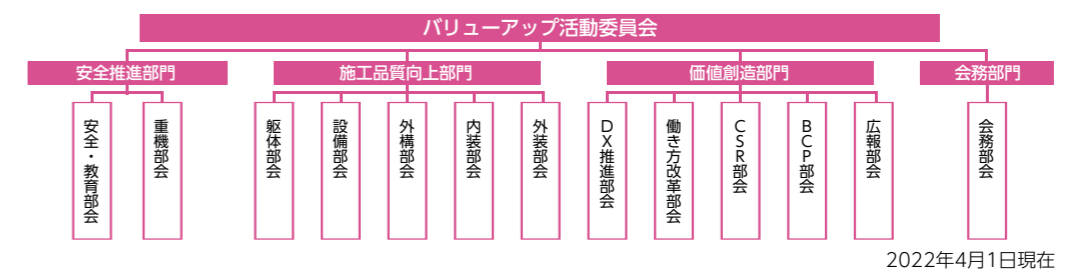 バリューアップ活動委員会
安全推進部門
施工品質向上部門
価値創造部門
会務部門
安全・教育部会
重機部会
躯体部会
設備部会
外構部会
内装部会
外装部会
DX推進部会
働き方改革部会
CSR部会
BCP部会
広報部会
会務部会
2022年4月1日現在